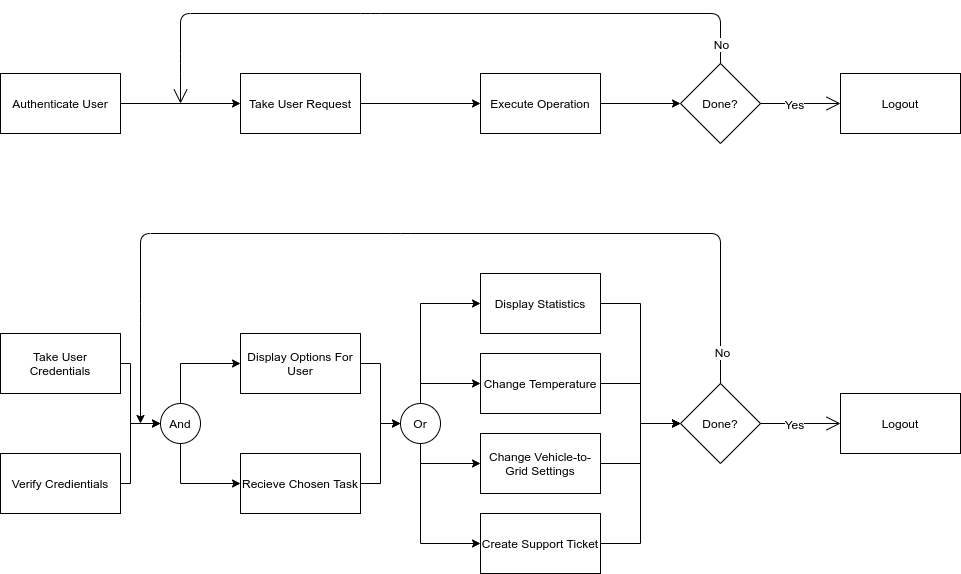 No
Authenticate User
Take User Request
Execute Operation
Done?
Yes
Logout
Display Statistics
Take User
Credentials
Display Options For
User
No
Change Temperature
And
Or
Done?
Yes
Logout
Verify Credientials
Recieve Chosen Task
Change Vehicle-to-
Grid Settings
Create Support Ticket